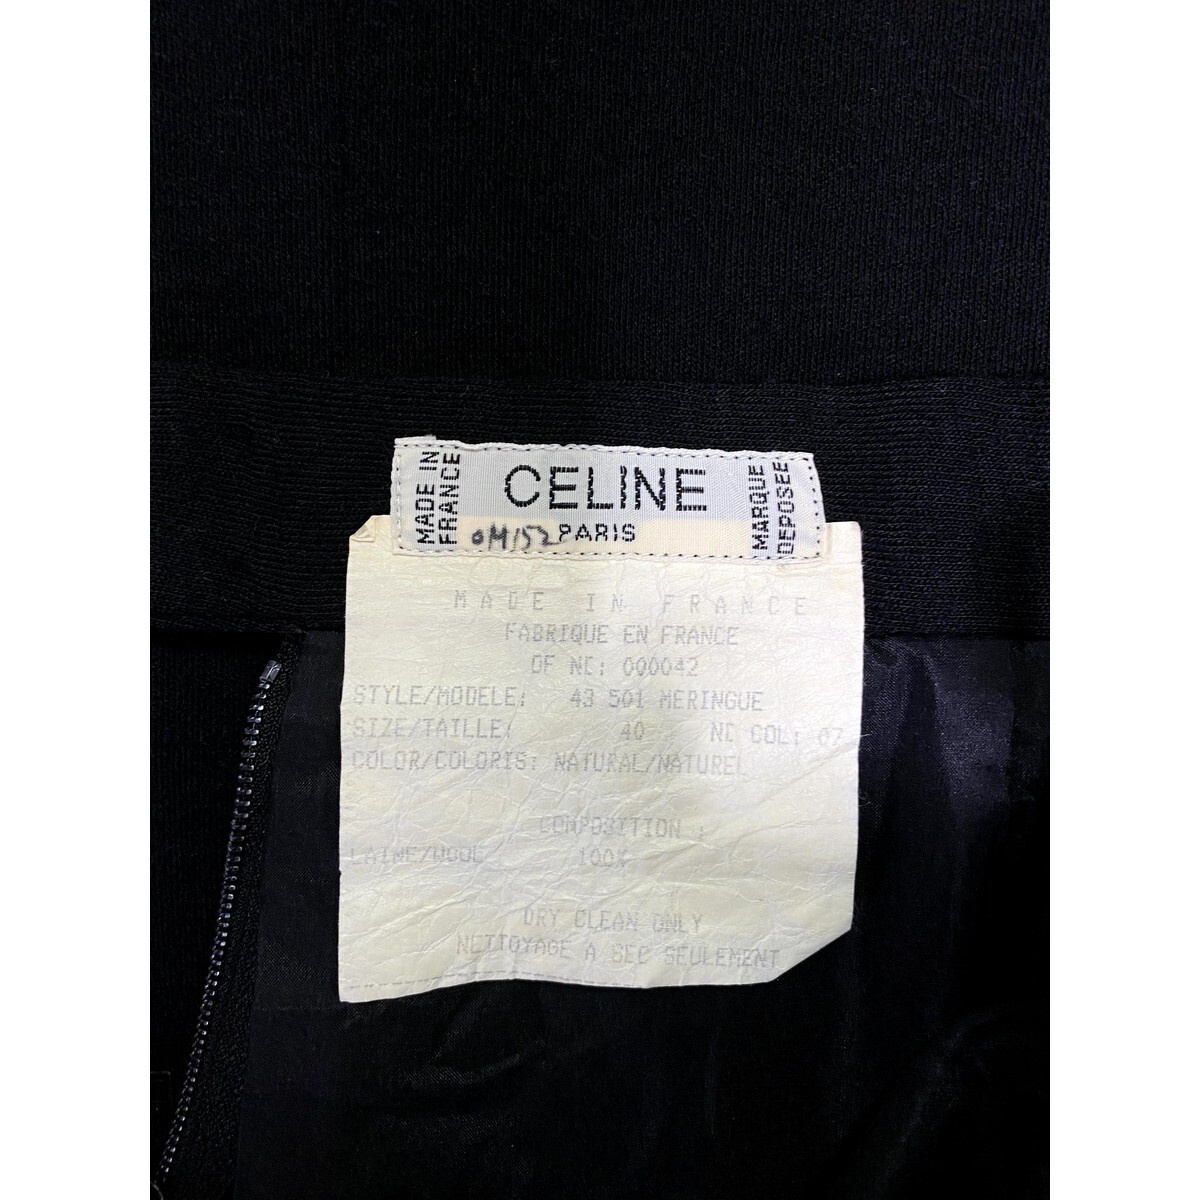 MADE IN
FRANCE
CELINE
PARIS
MARQUE
DEPOSEE
OM152
MADE IN FRANCE
FABRIQUE EN FRANCE
OF NC: 000042
STYLE/MODELE: 43 501 MERINGUE
SIZE/TAILLE: 40 NC COL: 07
COLOR/COLORIS: NATURAL/NATUREL
COMPOSITION :
LAINE/WOOL 100%
DRY CLEAN ONLY
NETTOYAGE A SEC SEULEMENT